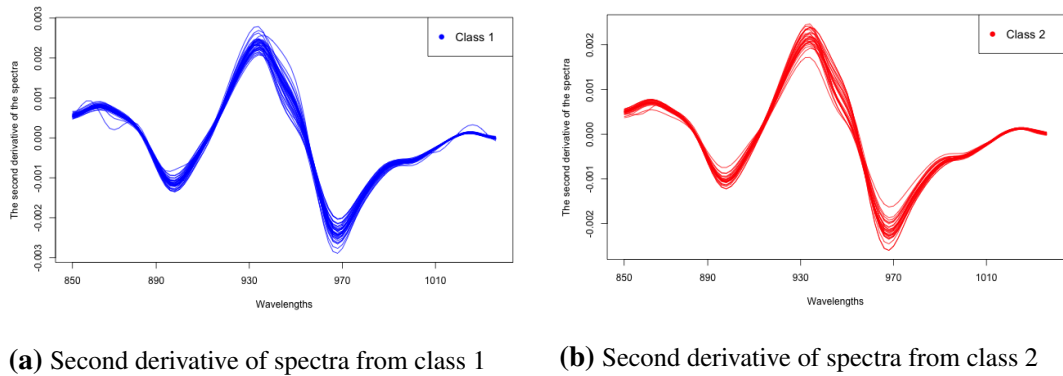 The second derivative of the spectra
0.003
0.002
0.001
0.000
-0.001
-0.002
-0.003
850
890
930
970
1010
Wavelengths
Class 1
The second derivative of the spectra
0.002
0.001
0.000
-0.001
-0.002
850
890
930
970
1010
Wavelengths
Class 2
(a) Second derivative of spectra from class 1
(b) Second derivative of spectra from class 2